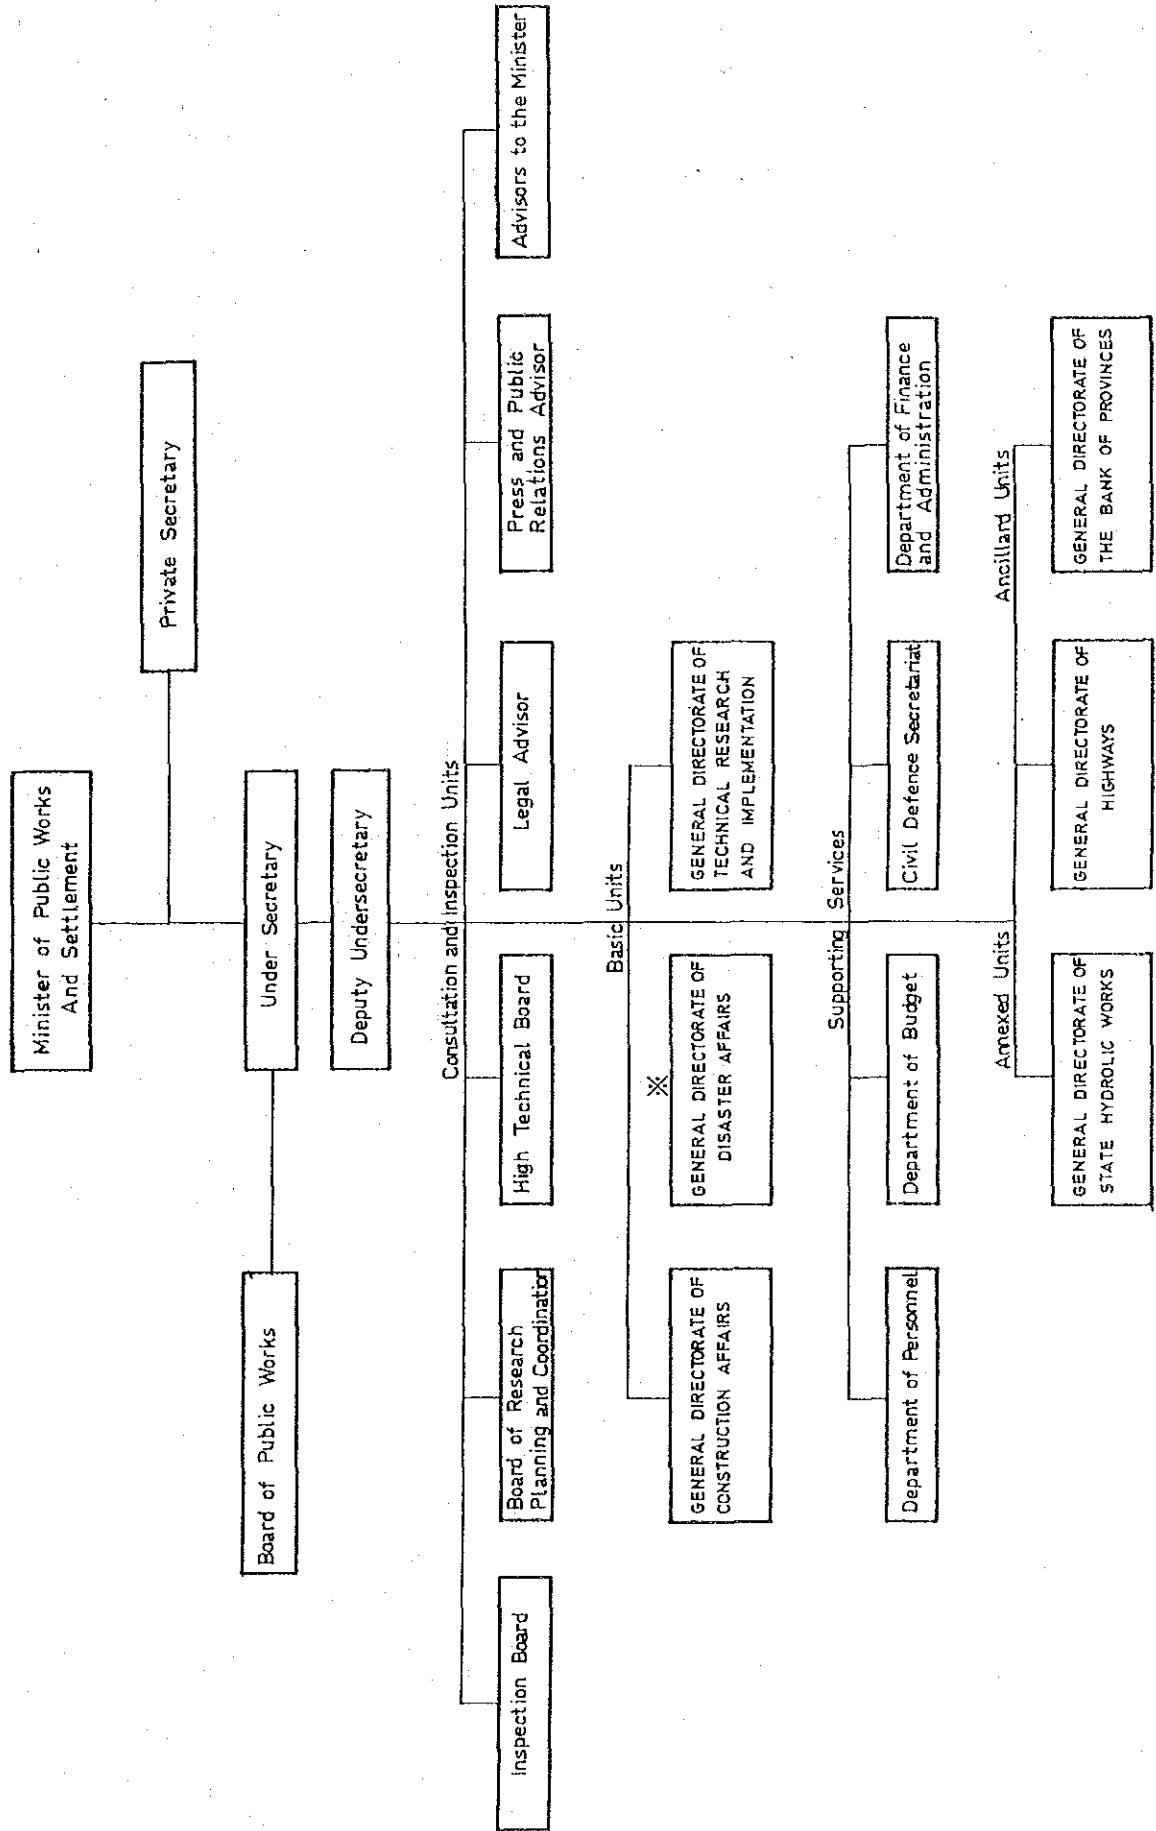 Minister of Public Works
And Settlement
Private Secretary
Board of Public Works
Under Secretary
Deputy Undersecretary
Consultation and Inspection Units
Inspection Board
Board of Research
Planning and Coordination
High Technical Board
Legal Advisor
Press and Public
Relations Advisor
Advisors to the Minister
Basic Units
GENERAL DIRECTORATE OF
CONSTRUCTION AFFAIRS
※
GENERAL DIRECTORATE OF
DISASTER AFFAIRS
GENERAL DIRECTORATE OF
TECHNICAL RESEARCH
AND IMPLEMENTATION
Supporting Services
Department of Personnel
Department of Budget
Civil Defence Secretariat
Department of Finance
and Administration
Annexed Units
Ancillard Units
GENERAL DIRECTORATE OF
STATE HYDROLIC WORKS
GENERAL DIRECTORATE OF
HIGHWAYS
GENERAL DIRECTORATE OF
THE BANK OF PROVINCES